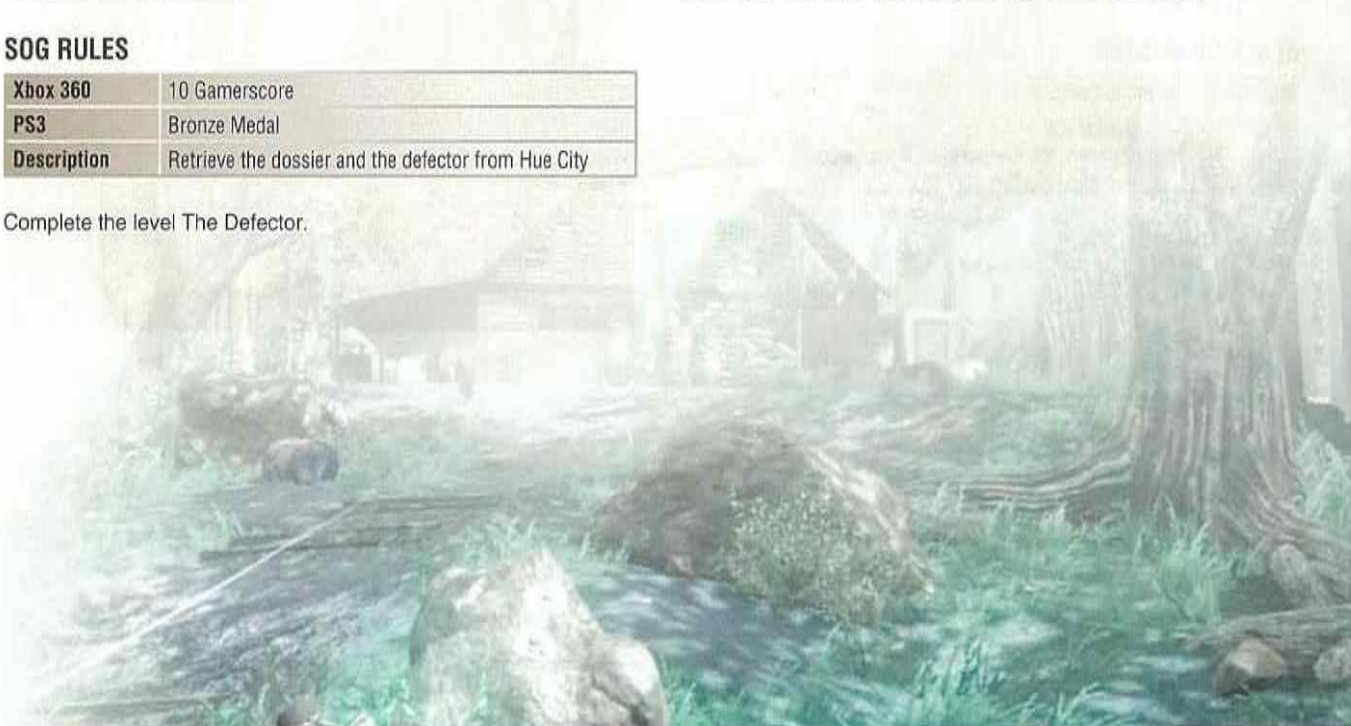 SOG RULES
Xbox 360 10 Gamerscore
PS3 Bronze Medal
Description Retrieve the dossier and the defector from Hue City
Complete the level The Defector.